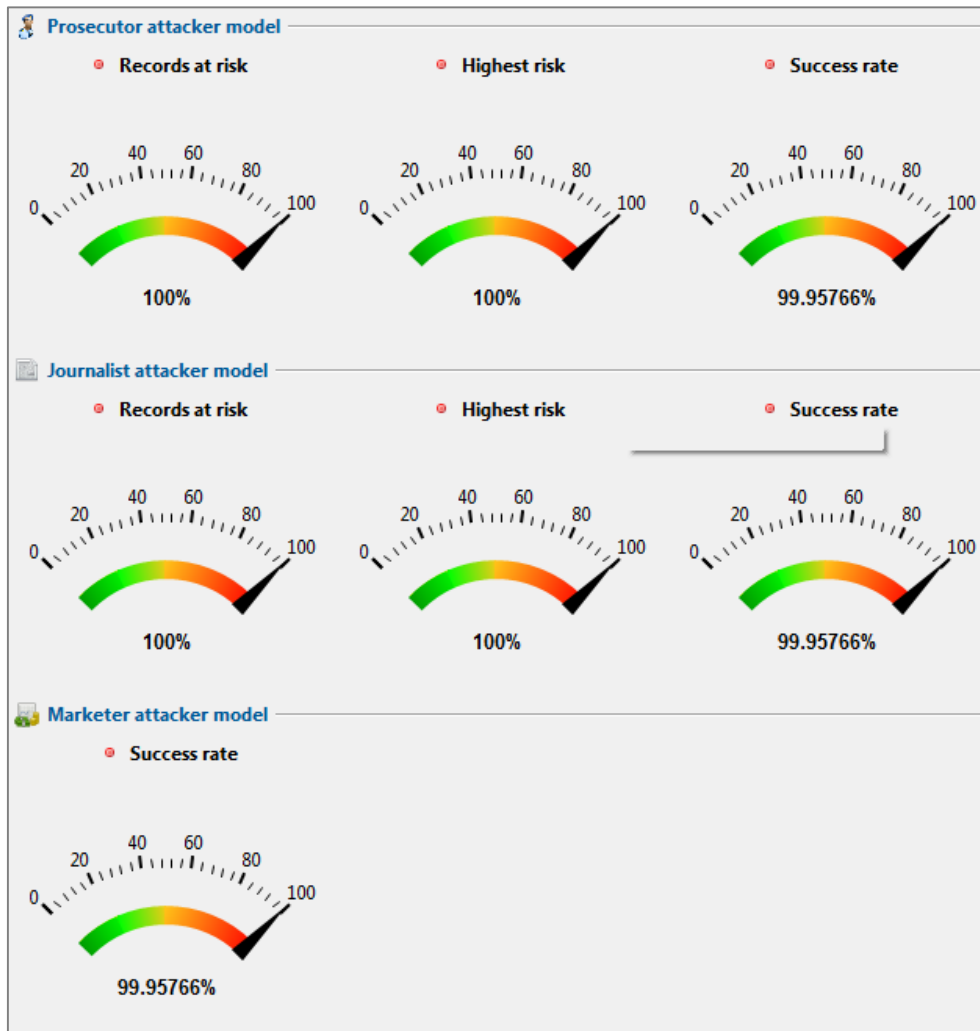 Prosecutor attacker model
Records at risk Highest risk Success rate
0 20 40 60 80 100 0 20 40 60 80 100 0 20 40 60 80 100
100% 100% 99.95766%
Journalist attacker model
Records at risk Highest risk Success rate
0 20 40 60 80 100 0 20 40 60 80 100 0 20 40 60 80 100
100% 100% 99.95766%
Marketer attacker model
Success rate
0 20 40 60 80 100
99.95766%